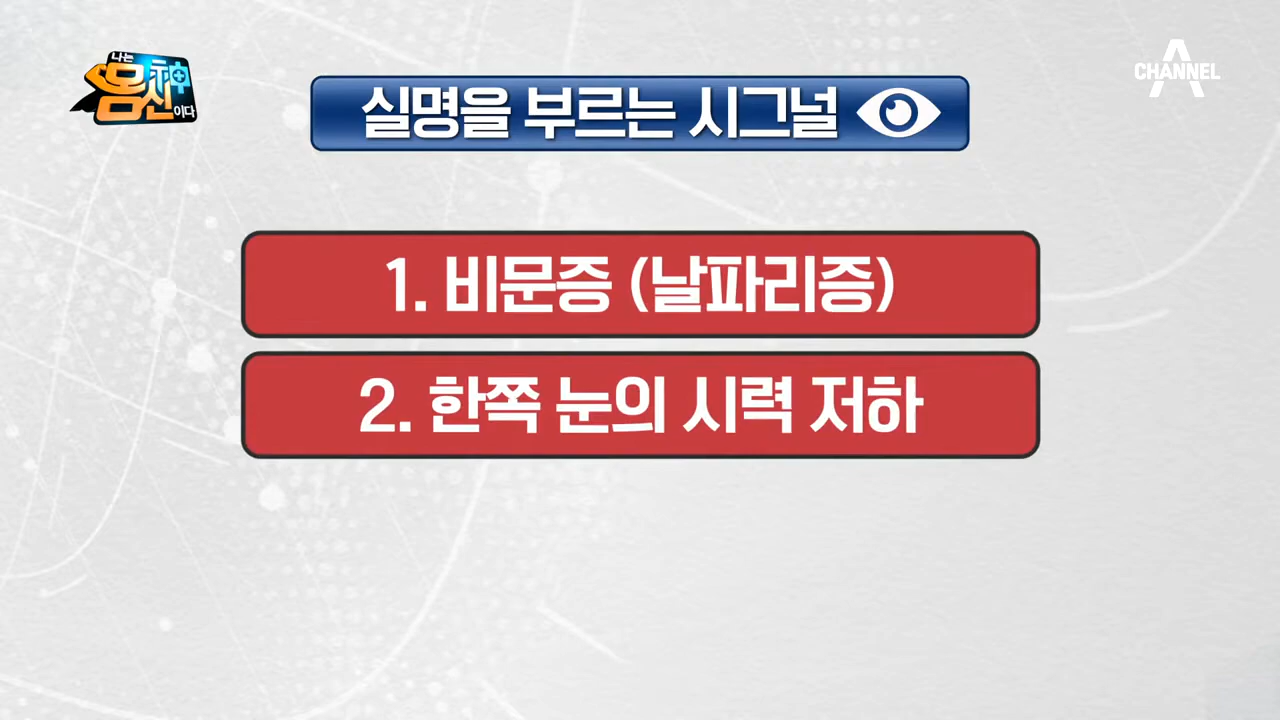 나는
몸神
신이다
CHANNEL A
실명을 부르는 시그널
1. 비문증 (날파리증)
2. 한쪽 눈의 시력 저하